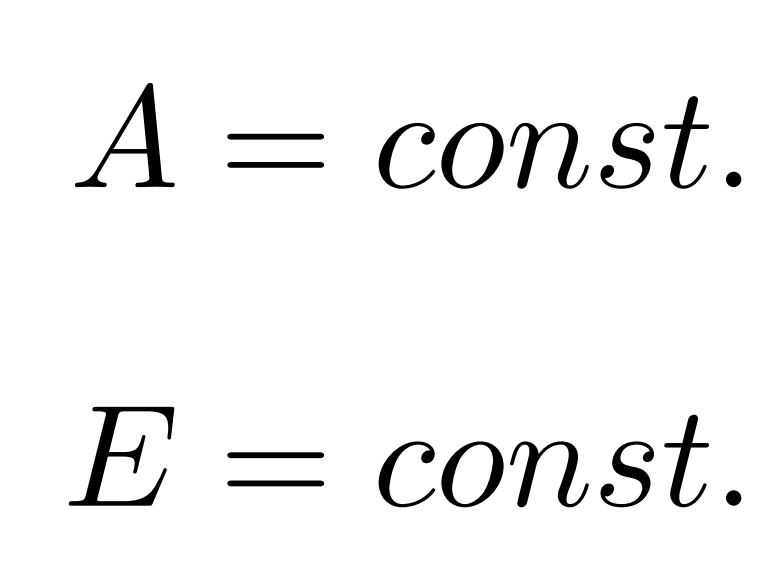 A = const.
E = const.